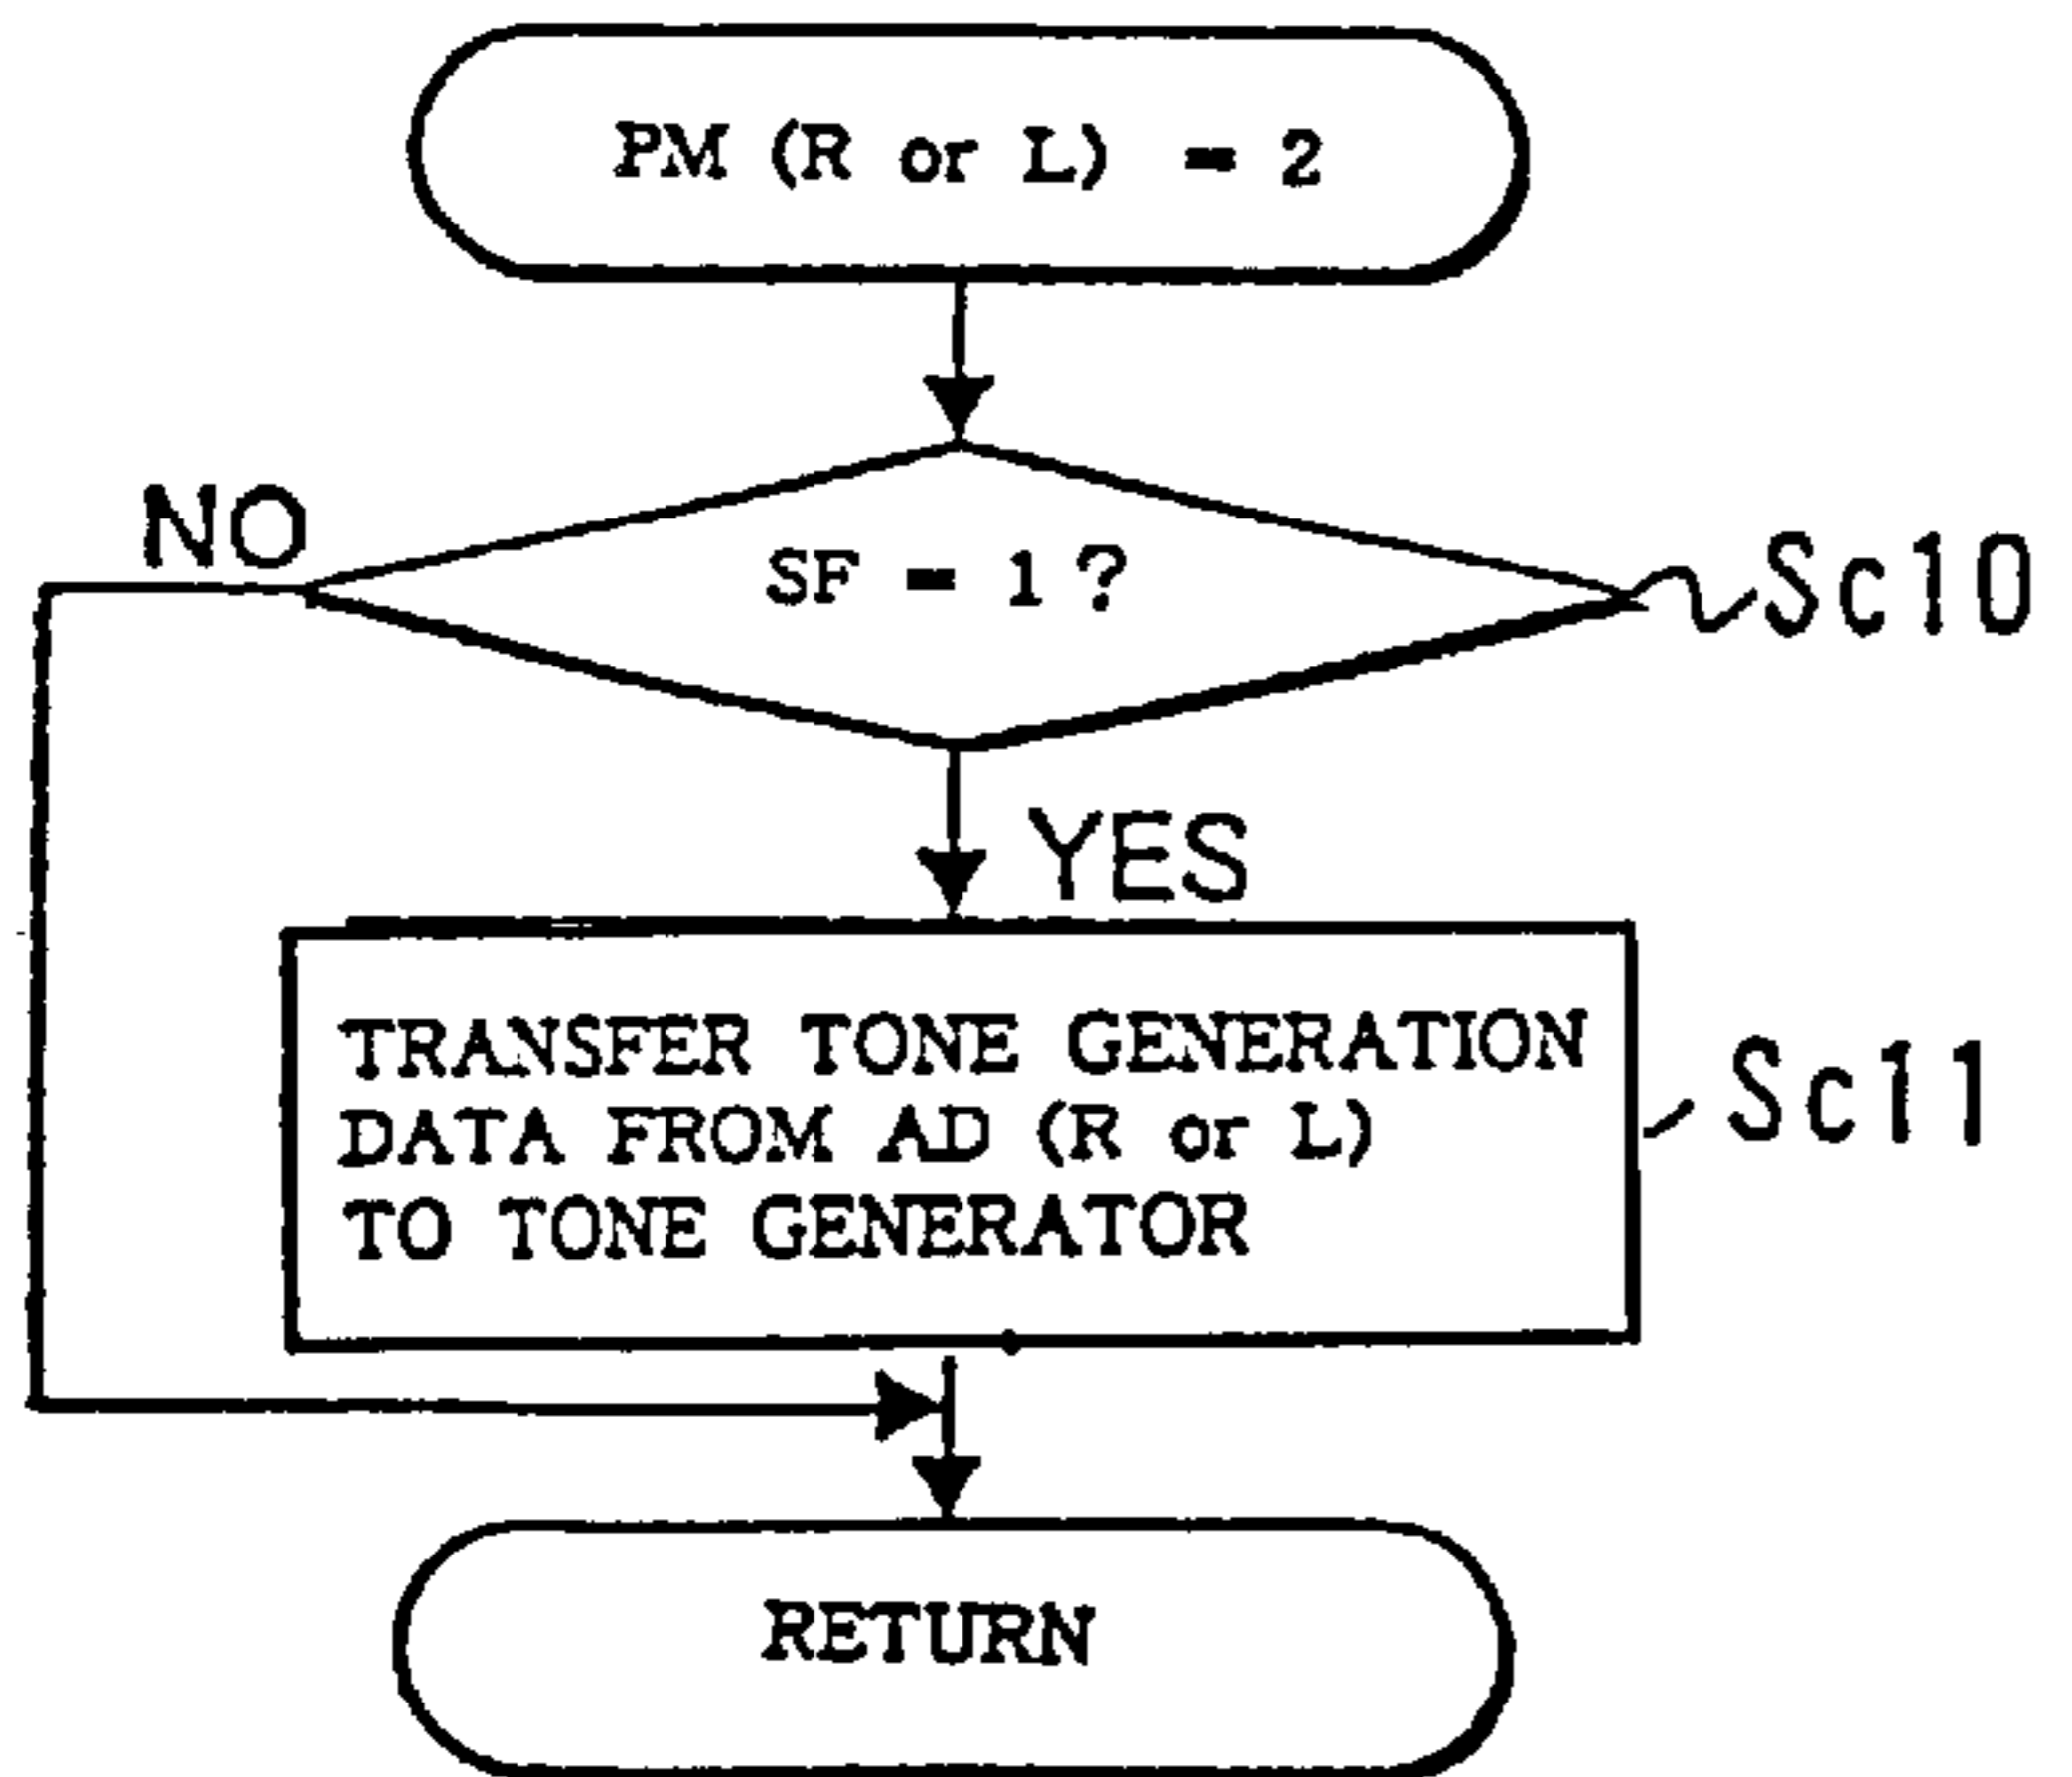 PM (R or L) = 2
NO
SF = 1 ?
Sc10
YES
TRANSFER TONE GENERATION
DATA FROM AD (R or L)
TO TONE GENERATOR
Sc11
RETURN